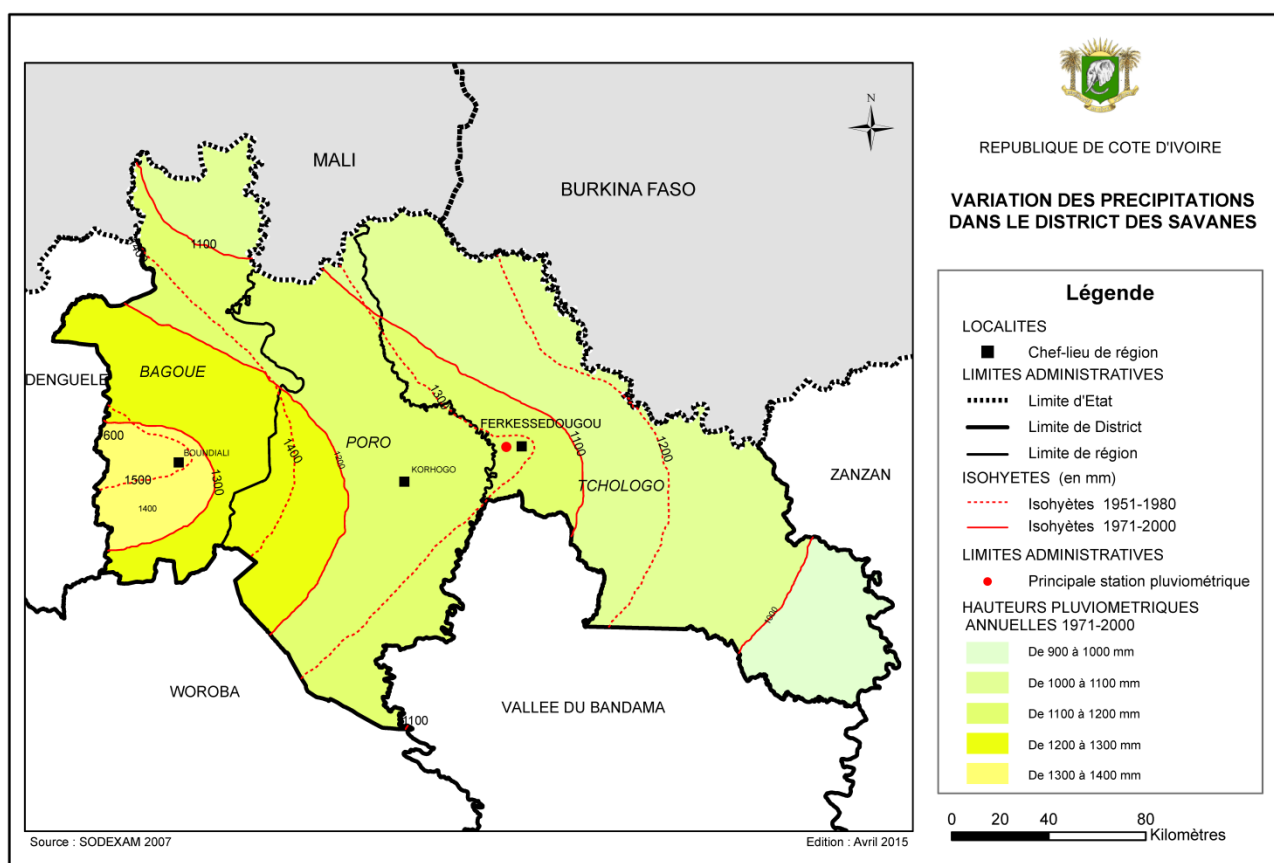 MALI
BURKINA FASO
1100
1400
DENGUELE
BAGOUE
PORO
1300
FERKESSEDOUGOU
1100
1200
600
BOUNDIALI
1300
1400
1200
KORHOGO
TCHOLOGO
ZANZAN
1500
1400
1000
WOROBA
VALLEE DU BANDAMA
1100
Source : SODEXAM 2007
Edition : Avril 2015
N
REPUBLIQUE DE COTE D'IVOIRE
VARIATION DES PRECIPITATIONS
DANS LE DISTRICT DES SAVANES
Légende
LOCALITES
Chef-lieu de région
LIMITES ADMINISTRATIVES
Limite d'Etat
Limite de District
Limite de région
ISOHYETES (en mm)
Isohyètes 1951-1980
Isohyètes 1971-2000
LIMITES ADMINISTRATIVES
Principale station pluviométrique
HAUTEURS PLUVIOMETRIQUES
ANNUELLES 1971-2000
De 900 à 1000 mm
De 1000 à 1100 mm
De 1100 à 1200 mm
De 1200 à 1300 mm
De 1300 à 1400 mm
0 20 40 80
Kilomètres